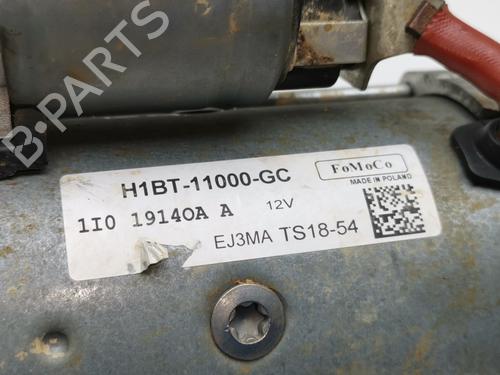 B-PARTS
H1BT-11000-GC
FoMoCo
MADE IN POLAND
1I0 19140A A
12V
EJ3MA TS18-54